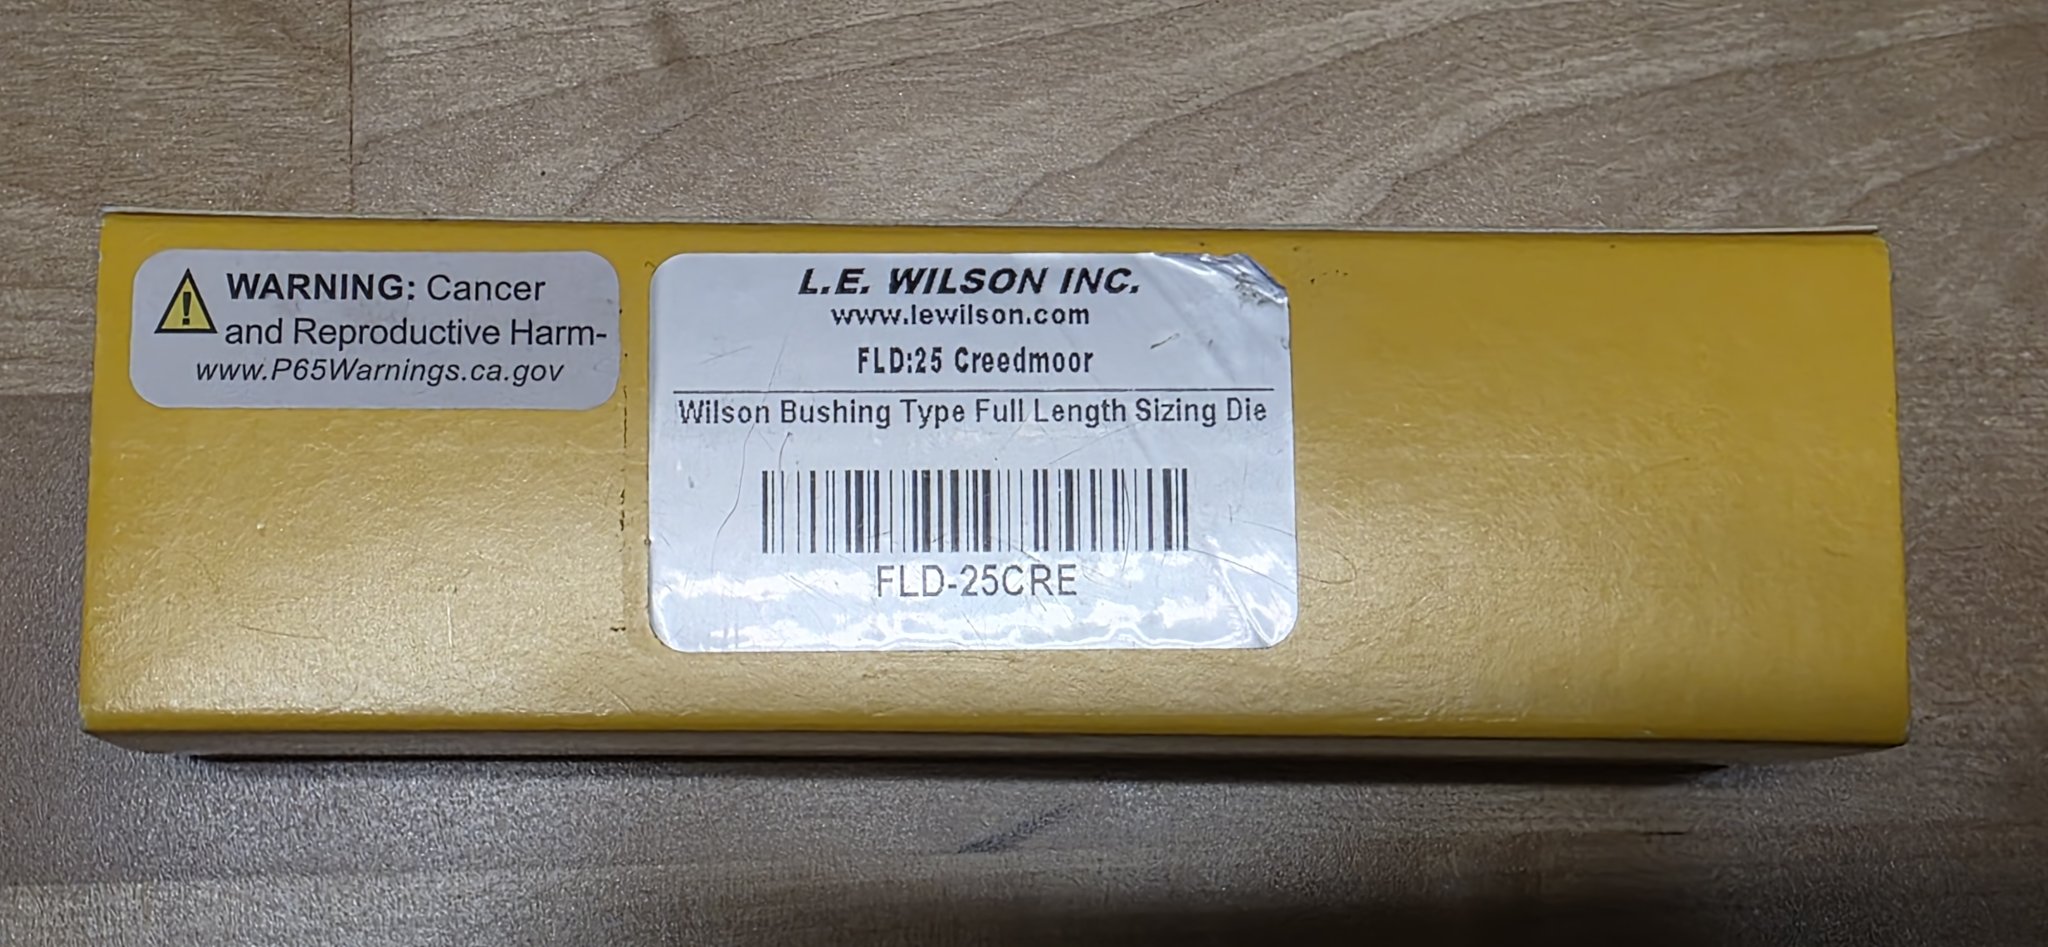 WARNING: Cancer
and Reproductive Harm-
www.P65Warnings.ca.gov
L.E. WILSON INC.
www.lewilson.com
FLD:25 Creedmoor
Wilson Bushing Type Full Length Sizing Die
FLD-25CRE